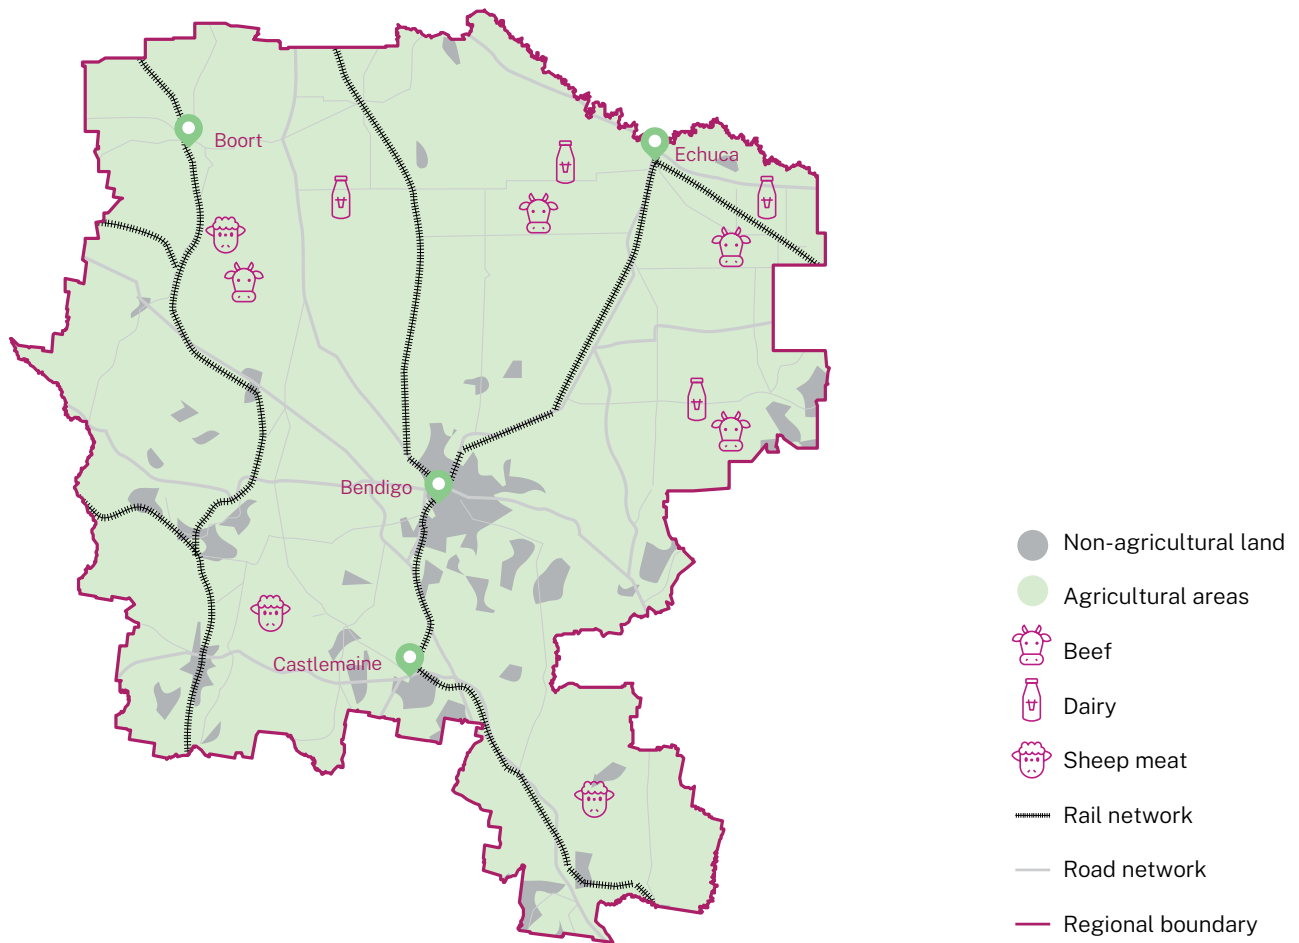 Boort
Echuca
Bendigo
Castlemaine
Non-agricultural land
Agricultural areas
Beef
Dairy
Sheep meat
Rail network
Road network
Regional boundary